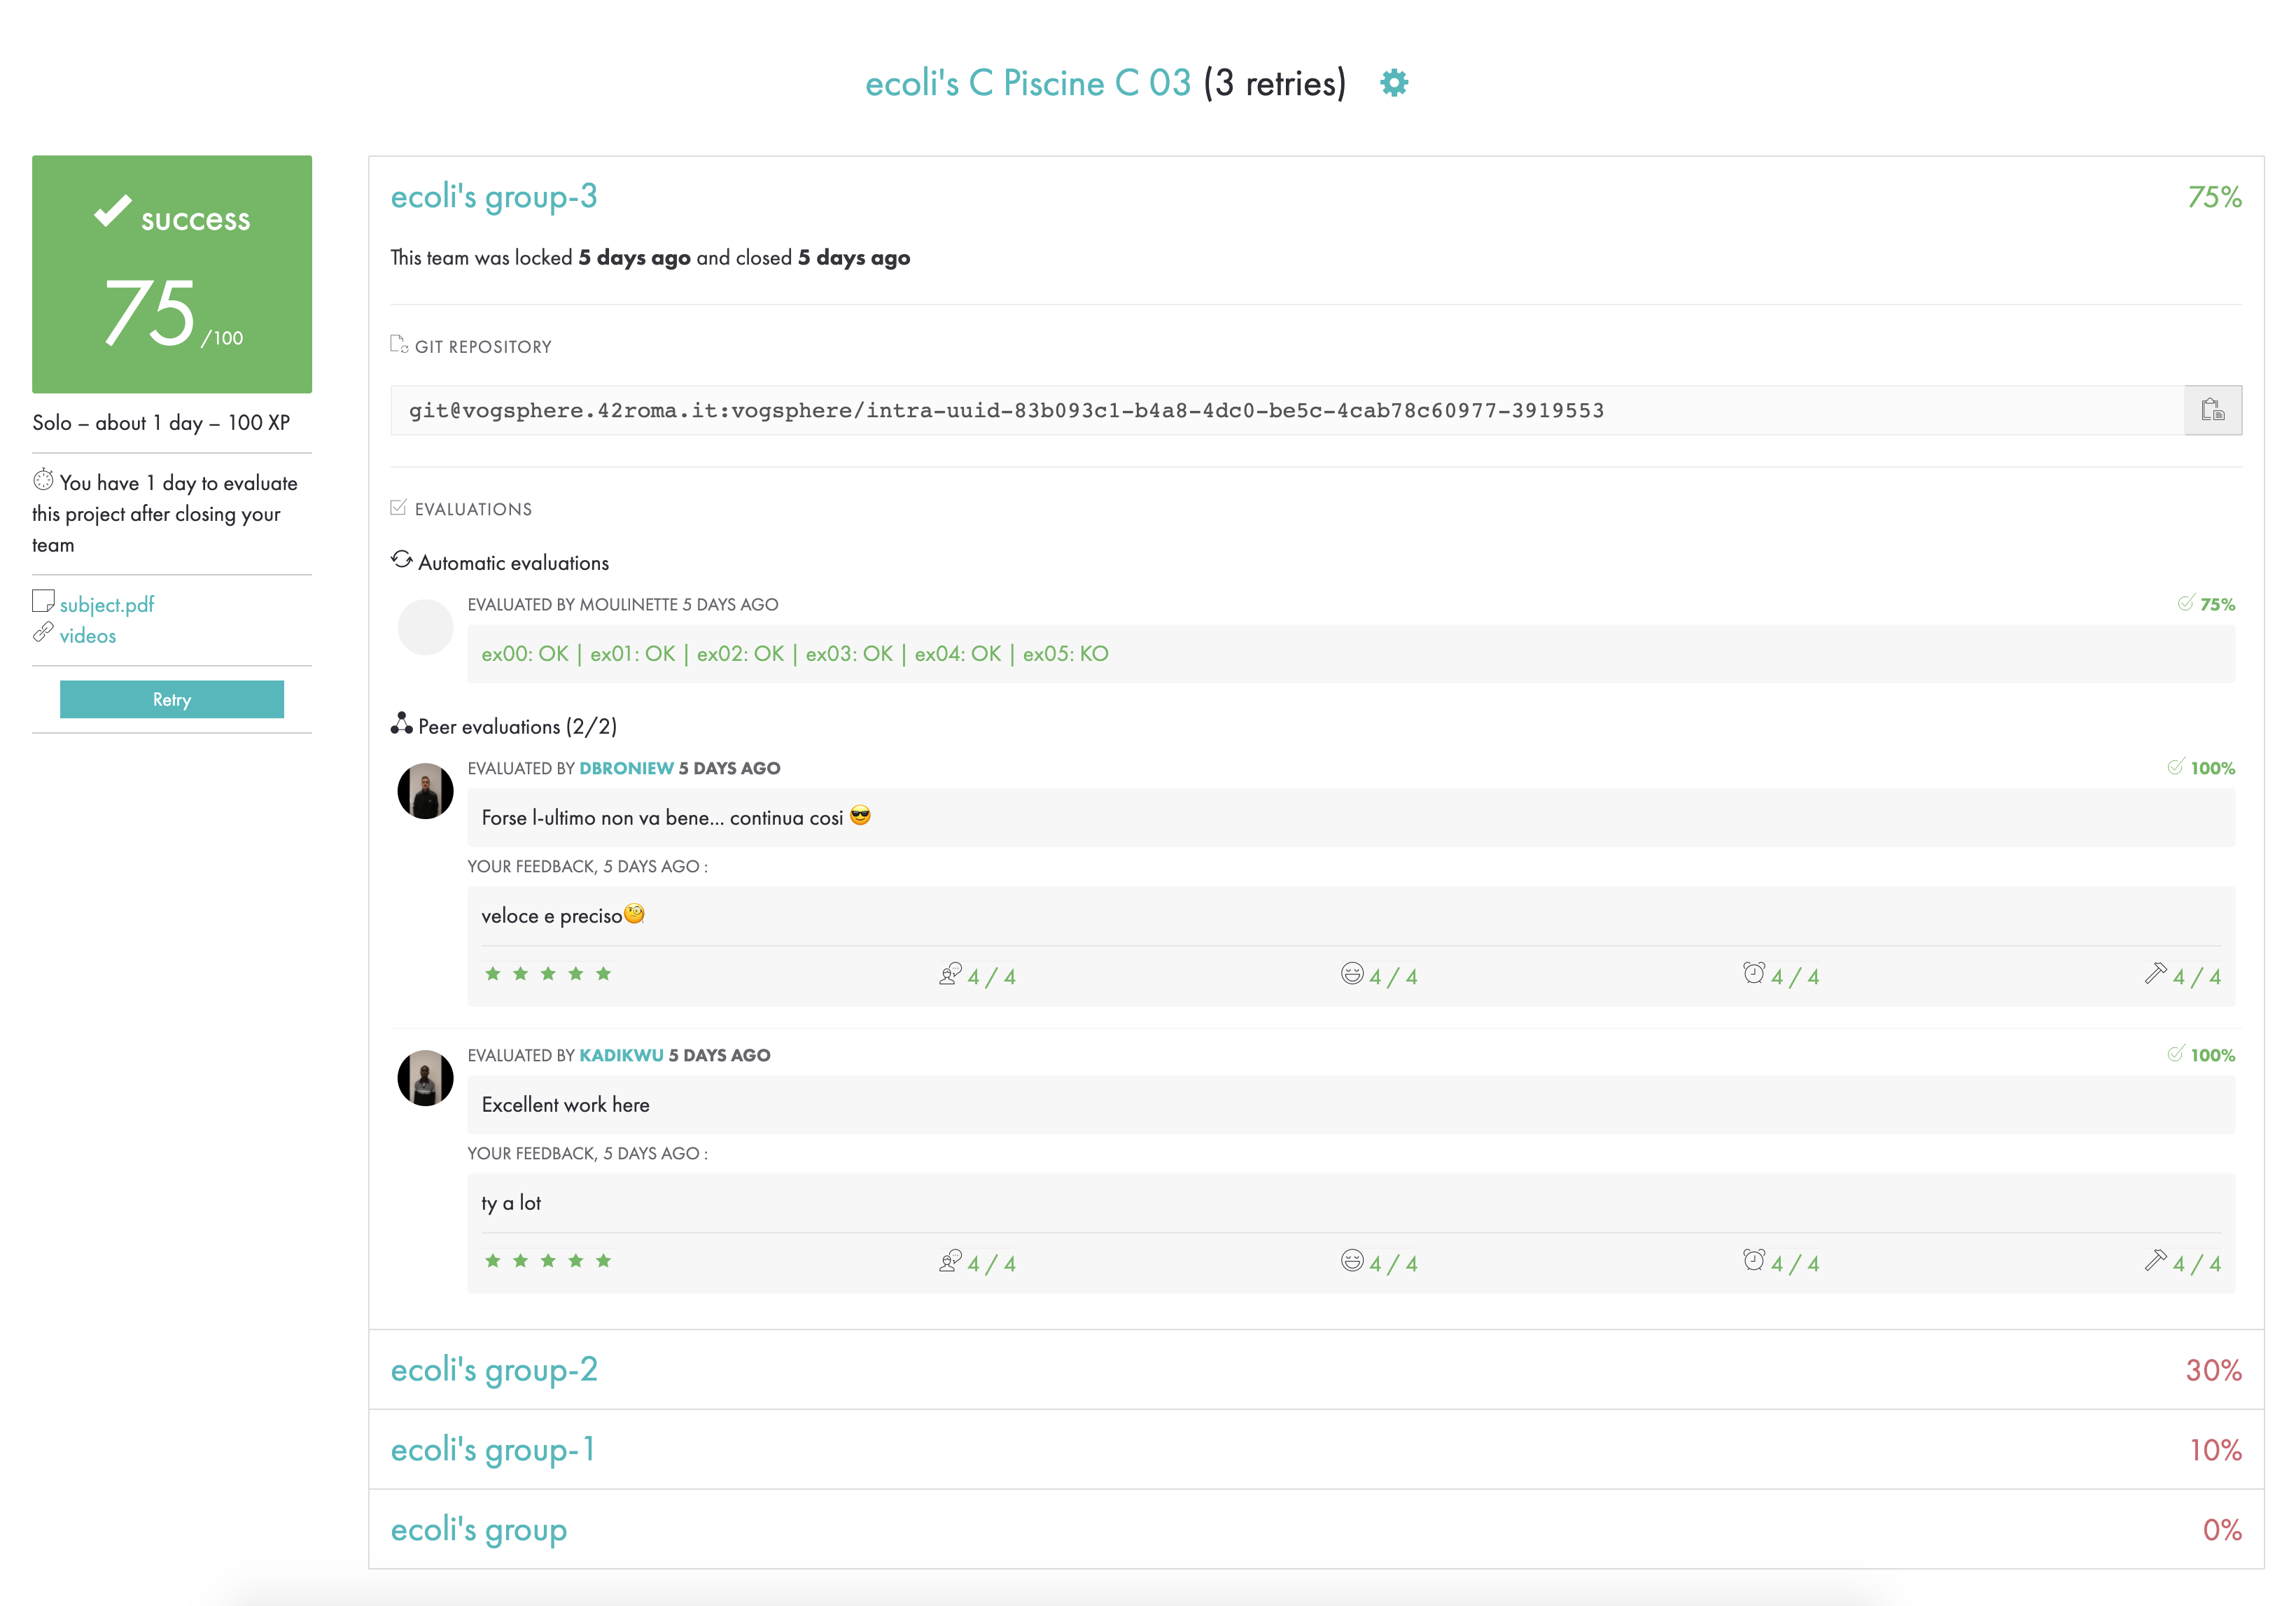 ecoli's C Piscine C 03 (3 retries)
success
75 /100
Solo – about 1 day – 100 XP
You have 1 day to evaluate
this project after closing your
team
subject.pdf
videos
Retry
ecoli's group-3 75%
This team was locked 5 days ago and closed 5 days ago
GIT REPOSITORY
git@vogsphere.42roma.it:vogsphere/intra-uuid-83b093c1-b4a8-4dc0-be5c-4cab78c60977-3919553
EVALUATIONS
Automatic evaluations
EVALUATED BY MOULINETTE 5 DAYS AGO 75%
ex00: OK | ex01: OK | ex02: OK | ex03: OK | ex04: OK | ex05: KO
Peer evaluations (2/2)
EVALUATED BY DBRONIEW 5 DAYS AGO 100%
Forse l-ultimo non va bene... continua cosi 😎
YOUR FEEDBACK, 5 DAYS AGO :
veloce e preciso🧐
★ ★ ★ ★ ★ 4 / 4 4 / 4 4 / 4 4 / 4
EVALUATED BY KADIKWU 5 DAYS AGO 100%
Excellent work here
YOUR FEEDBACK, 5 DAYS AGO :
ty a lot
★ ★ ★ ★ ★ 4 / 4 4 / 4 4 / 4 4 / 4
ecoli's group-2 30%
ecoli's group-1 10%
ecoli's group 0%